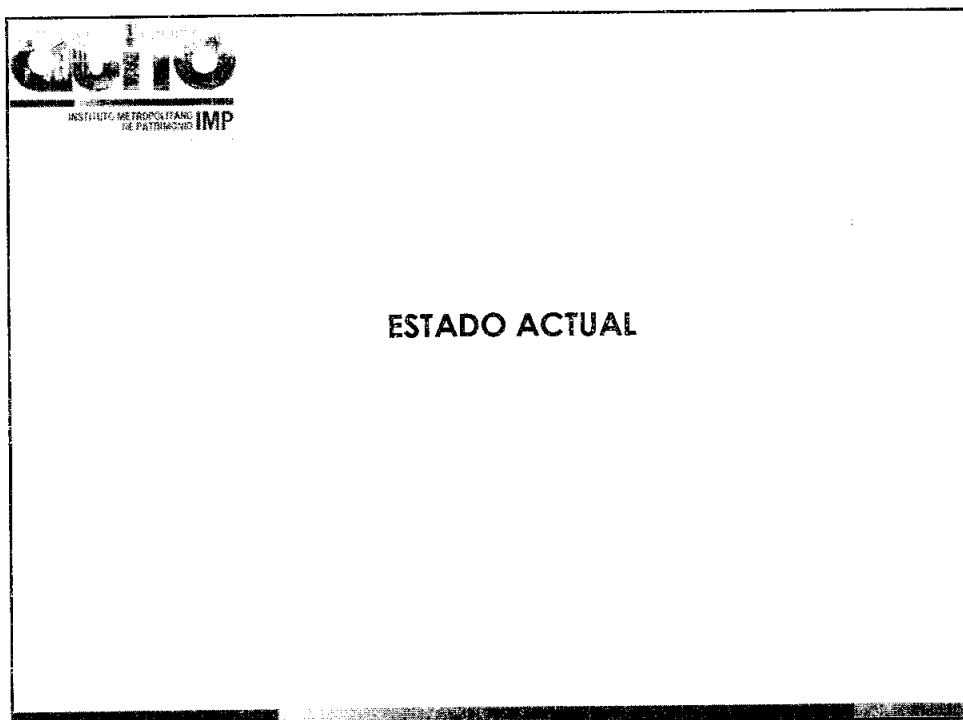 quito
INSTITUTO METROPOLITANO
DE PATRIMONIO IMP
ESTADO ACTUAL